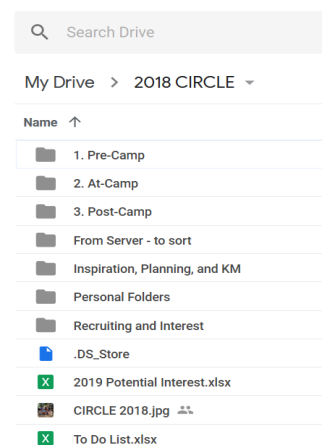 Search Drive
My Drive > 2018 CIRCLE
Name
1. Pre-Camp
2. At-Camp
3. Post-Camp
From Server - to sort
Inspiration, Planning, and KM
Personal Folders
Recruiting and Interest
.DS_Store
X 2019 Potential Interest.xlsx
CIRCLE 2018.jpg
X To Do List.xlsx